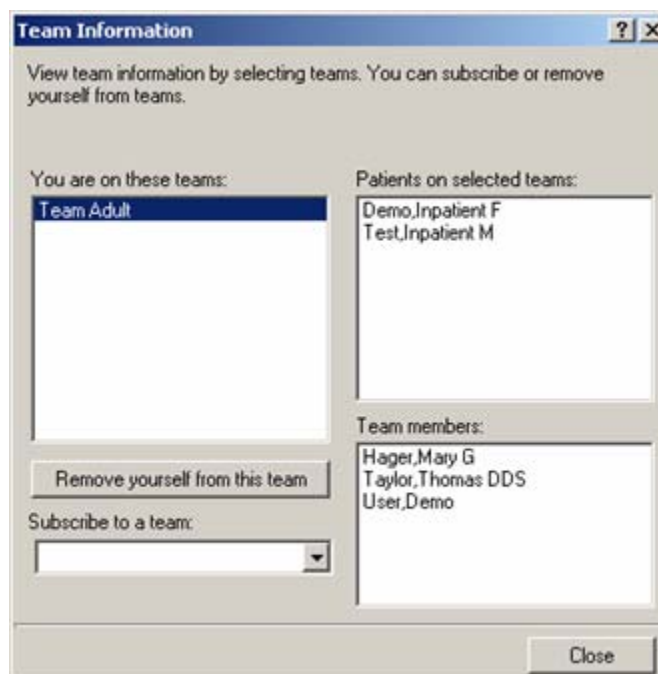 Team Information
View team information by selecting teams. You can subscribe or remove
yourself from teams.
You are on these teams:
Team Adult
Remove yourself from this team
Subscribe to a team:
Patients on selected teams:
Demo,Inpatient F
Test,Inpatient M
Team members:
Hager,Mary G
Taylor,Thomas DDS
User,Demo
Close